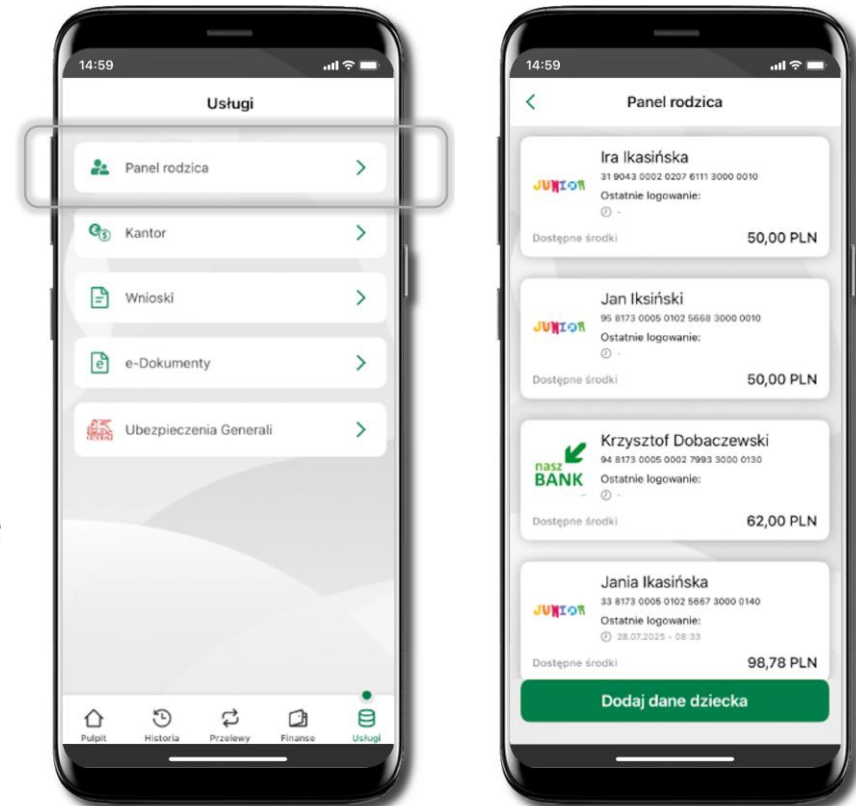 14:59
Usługi
Panel rodzica
Kantor
Wnioski
e-Dokumenty
Ubezpieczenia Generali
Pulpit
Historia
Przelewy
Finanse
Usługi
14:59
Panel rodzica
JUNIOR
Ira Ikasińska
31 9043 0002 0207 6111 3000 0010
Ostatnie logowanie:
-
Dostępne środki
50,00 PLN
JUNIOR
Jan Iksiński
95 8173 0005 0102 5668 3000 0010
Ostatnie logowanie:
-
Dostępne środki
50,00 PLN
nasz
BANK
Krzysztof Dobaczewski
94 8173 0005 0002 7993 3000 0130
Ostatnie logowanie:
-
Dostępne środki
62,00 PLN
JUNIOR
Jania Ikasińska
33 8173 0005 0102 5667 3000 0140
Ostatnie logowanie:
28.07.2025 - 08:33
Dostępne środki
98,78 PLN
Dodaj dane dziecka